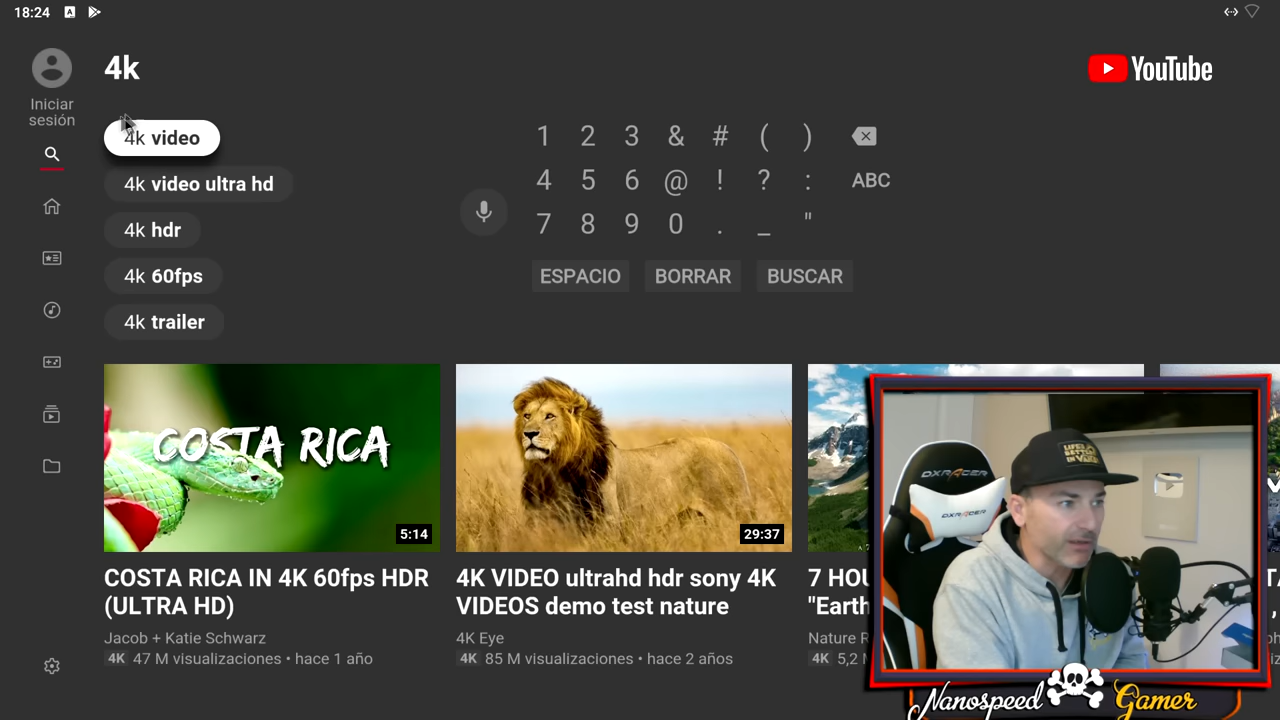 18:24
4k
YouTube
Iniciar
sesión
4k video
4k video ultra hd
4k hdr
4k 60fps
4k trailer
1 2 3 & # ( )
4 5 6 @ ! ? : ABC
7 8 9 0 . _ "
ESPACIO BORRAR BUSCAR
COSTA RICA
5:14
29:37
COSTA RICA IN 4K 60fps HDR
(ULTRA HD)
Jacob + Katie Schwarz
4K 47 M visualizaciones • hace 1 año
4K VIDEO ultrahd hdr sony 4K
VIDEOS demo test nature
4K Eye
4K 85 M visualizaciones • hace 2 años
7 HOU
"Earth
Nature R
4K 5,2
DXRACER
DXRACER
Nanospeed Gamer